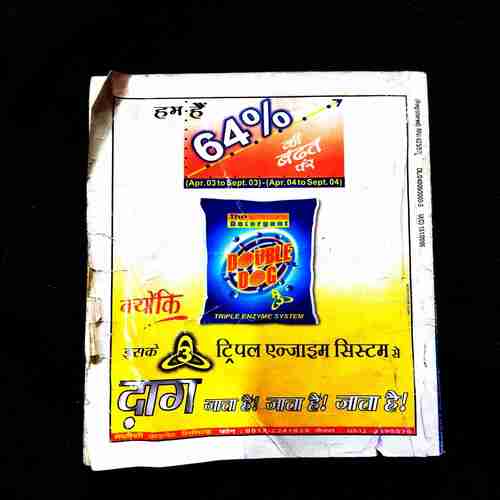 हम हैं
64%
की
बढ़त
पर
(Apr. 03 to Sept. 03) - (Apr. 04 to Sept. 04)
The
Detergent
DOUBLE
DOG
TRIPLE ENZYME SYSTEM
क्योंकि
इसके 3 ट्रिपल एन्जाइम सिस्टम से
दाग़ जाता है! जाता है! जाता है!